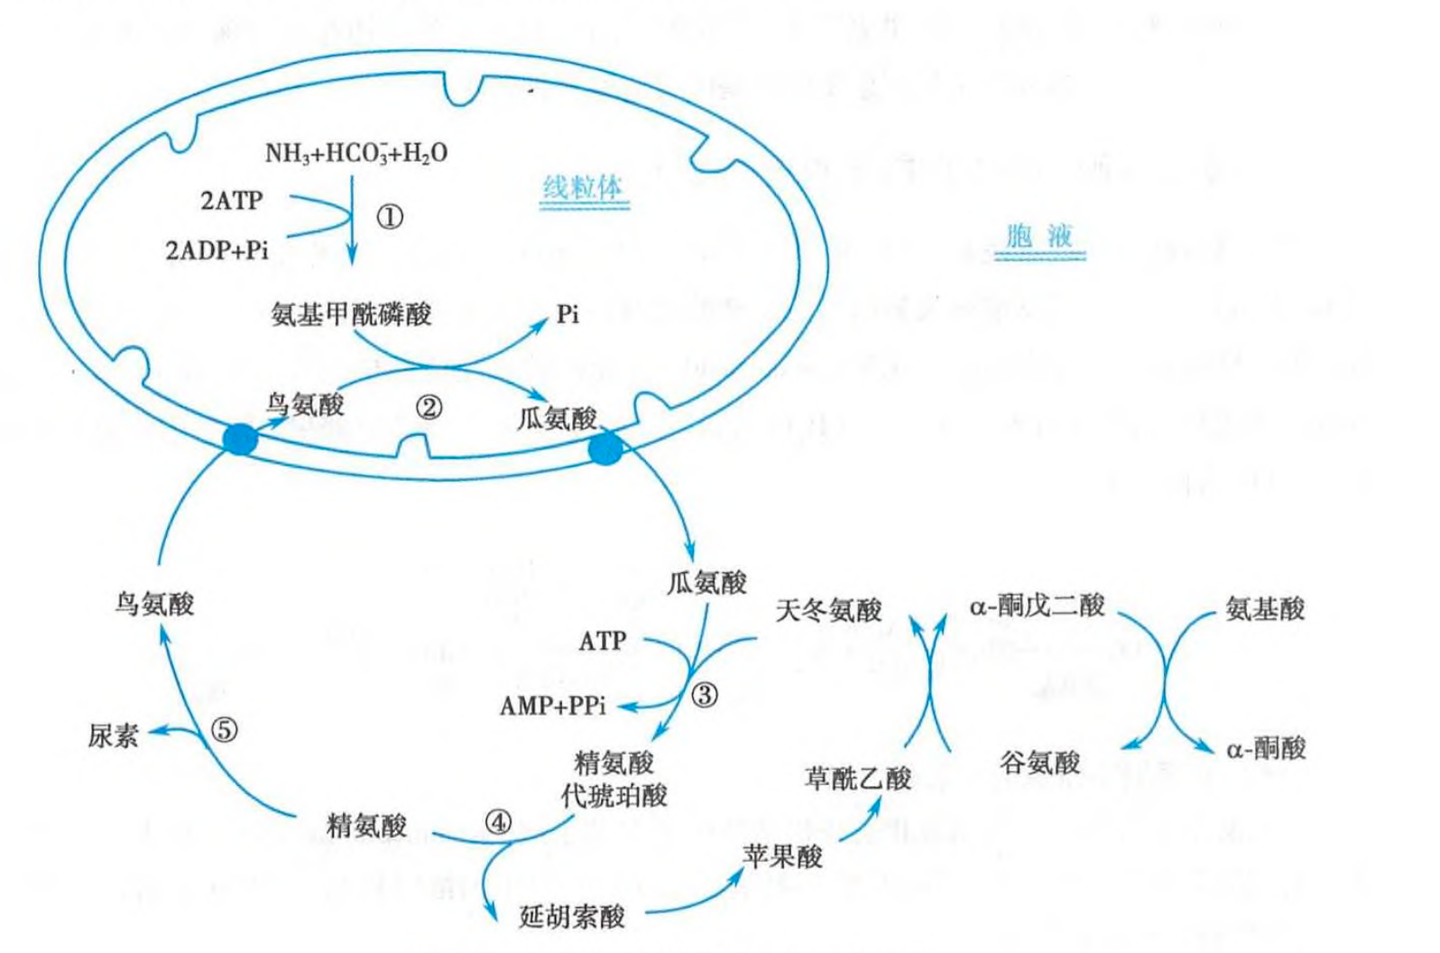 NH₃+HCO₃⁻+H₂O
2ATP
①
2ADP+Pi
线粒体
胞 液
氨基甲酰磷酸
Pi
鸟氨酸
②
瓜氨酸
瓜氨酸
鸟氨酸
天冬氨酸
α-酮戊二酸
氨基酸
ATP
AMP+PPi
③
尿素
⑤
精氨酸
代琥珀酸
谷氨酸
α-酮酸
草酰乙酸
精氨酸
④
苹果酸
延胡索酸